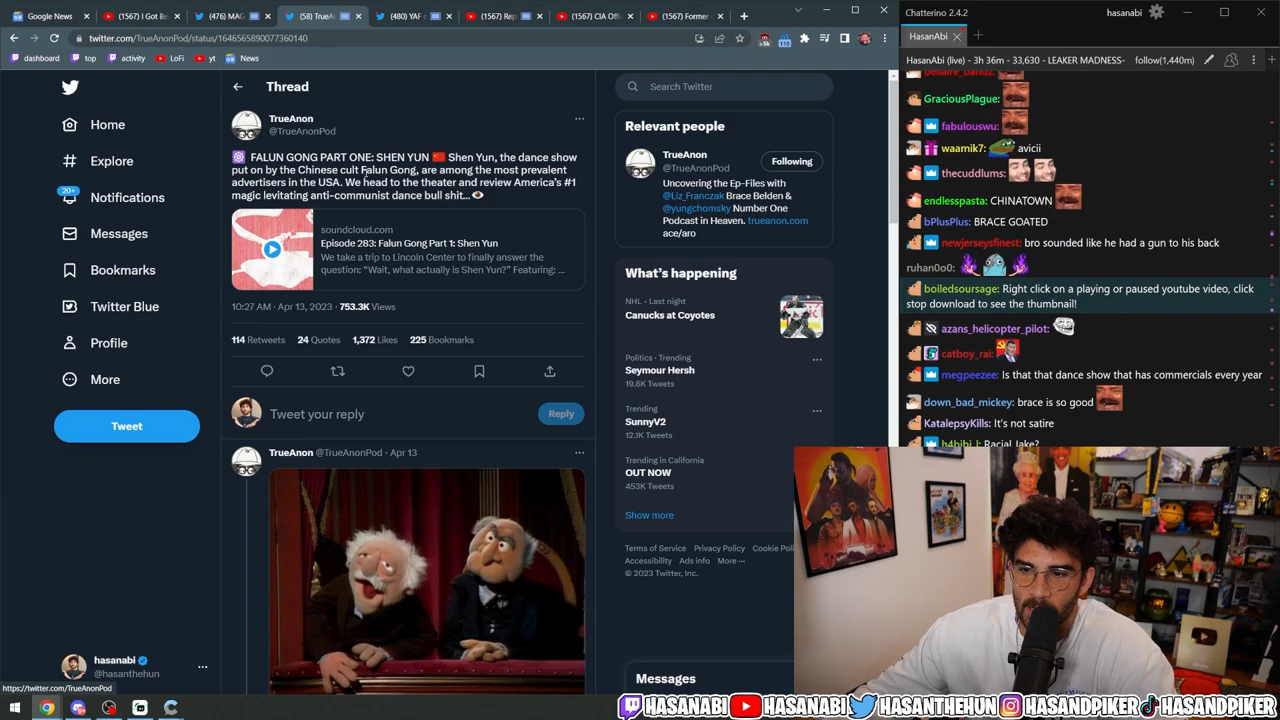 Google News
(1567) I Got Be
(476) MAG
(58) TrueAn
(480) YAF o
(1567) Rep
(1567) CIA Offic
(1567) Former
twitter.com/TrueAnonPod/status/1646565890077360140
dashboard
top
activity
LoFi
yt
News
Home
Explore
20+
Notifications
Messages
Bookmarks
Twitter Blue
Profile
More
Tweet
hasanabi
@hasanthehun
https://twitter.com/TrueAnonPod
Thread
TrueAnon
@TrueAnonPod
FALUN GONG PART ONE: SHEN YUN 🇨🇳 Shen Yun, the dance show
put on by the Chinese cult Falun Gong, are among the most prevalent
advertisers in the USA. We head to the theater and review America's #1
magic levitating anti-communist dance bull shit...
soundcloud.com
Episode 283: Falun Gong Part 1: Shen Yun
We take a trip to Lincoln Center to finally answer the
question: "Wait, what actually is Shen Yun?" Featuring: ...
10:27 AM · Apr 13, 2023 · 753.3K Views
114 Retweets 24 Quotes 1,372 Likes 225 Bookmarks
Tweet your reply
Reply
TrueAnon @TrueAnonPod · Apr 13
Search Twitter
Relevant people
TrueAnon
@TrueAnonPod
Following
Uncovering the Ep-Files with
@Liz_Franczak Brace Belden &
@yungchomsky Number One
Podcast in Heaven. trueanon.com
ace/aro
What's happening
NHL · Last night
Canucks at Coyotes
Politics · Trending
Seymour Hersh
19.6K Tweets
Trending
SunnyV2
12.1K Tweets
Trending in California
OUT NOW
453K Tweets
Show more
Terms of Service Privacy Policy Cookie Poli
Accessibility Ads info More ...
© 2023 Twitter, Inc.
Messages
Chatterino 2.4.2
hasanabi
HasanAbi
HasanAbi (live) - 3h 36m - 33,630 - LEAKER MADNESS-
follow(1,440m)
GraciousPlague:
fabulouswu:
waamik7: avicii
thecuddlums:
endlesspasta: CHINATOWN
bPlusPlus: BRACE GOATED
newjerseysfinest: bro sounded like he had a gun to his back
ruhan0o0:
boiledsoursage: Right click on a playing or paused youtube video, click
stop download to see the thumbnail!
azans_helicopter_pilot:
catboy_rai:
megpeezee: Is that that dance show that has commercials every year
down_bad_mickey: brace is so good
KatalepsyKills: It's not satire
HASANABI
HASANABI
HASANTHEHUN
HASANDPIKER
HASANDPIKER